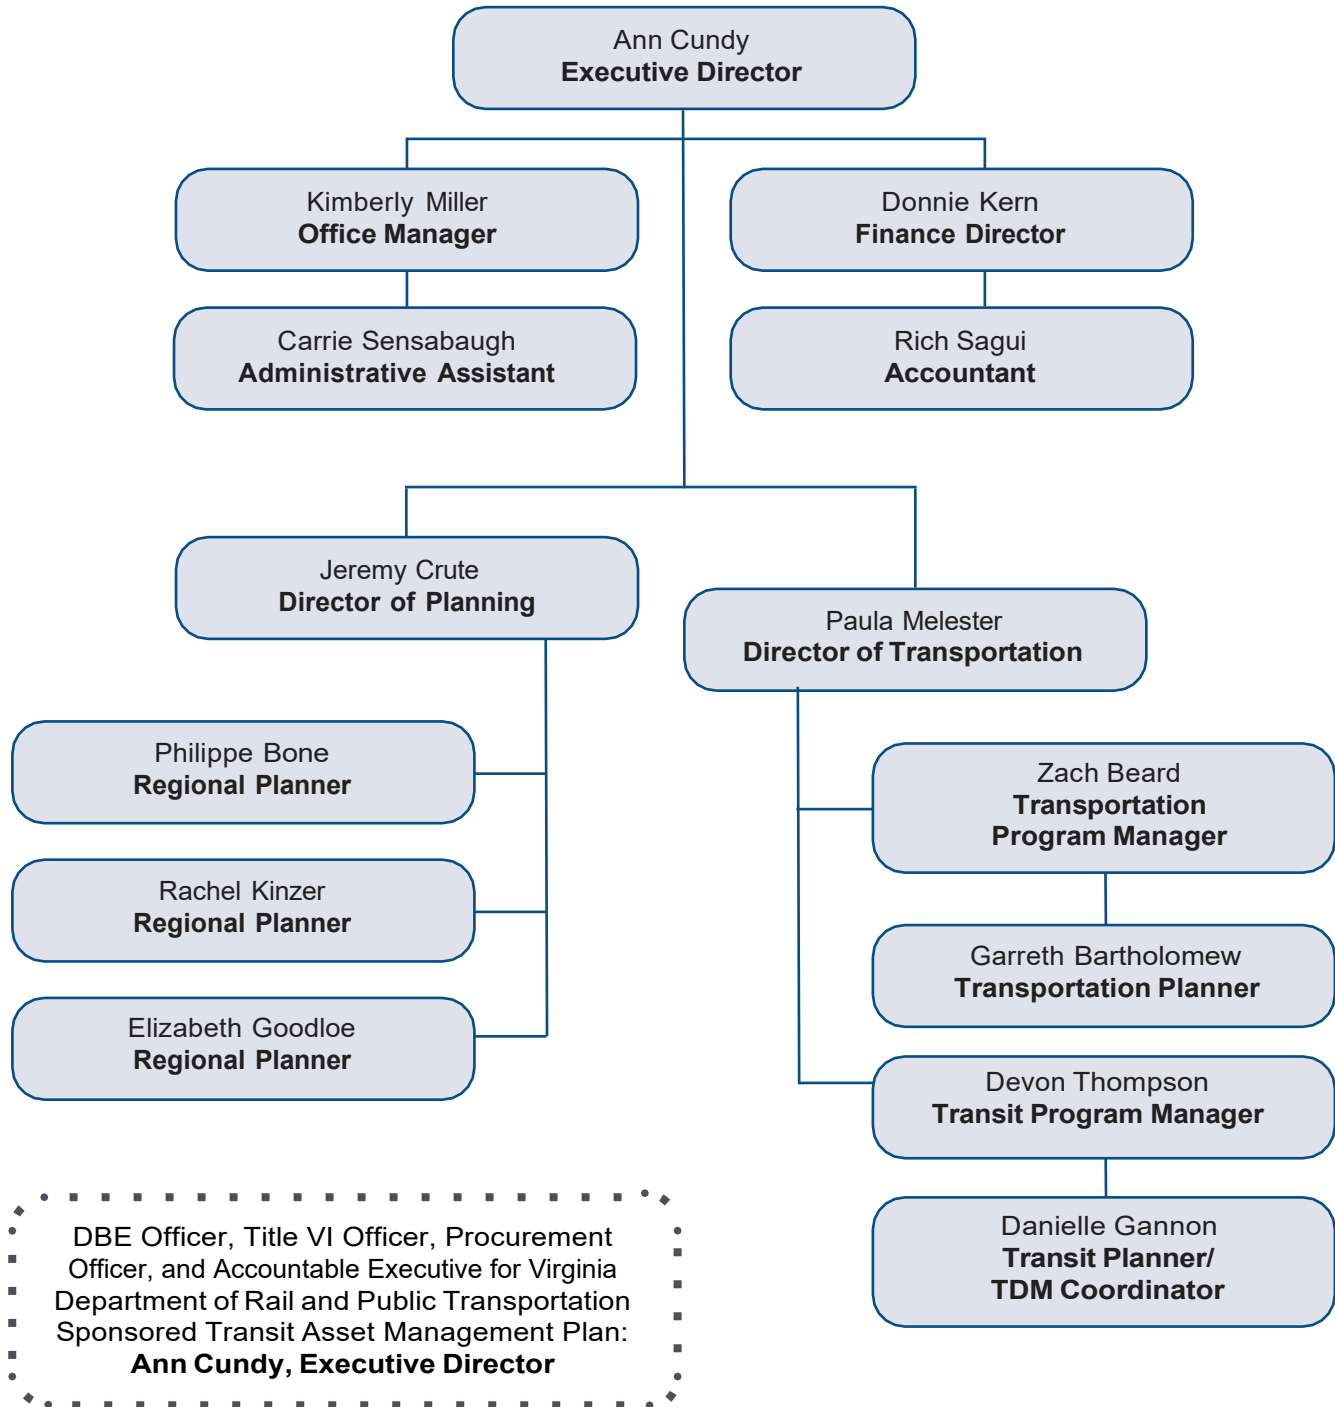 Ann Cundy
Executive Director
Kimberly Miller
Office Manager
Donnie Kern
Finance Director
Carrie Sensabaugh
Administrative Assistant
Rich Sagui
Accountant
Jeremy Crute
Director of Planning
Paula Melester
Director of Transportation
Philippe Bone
Regional Planner
Rachel Kinzer
Regional Planner
Elizabeth Goodloe
Regional Planner
Zach Beard
Transportation
Program Manager
Garreth Bartholomew
Transportation Planner
Devon Thompson
Transit Program Manager
Danielle Gannon
Transit Planner/
TDM Coordinator
DBE Officer, Title VI Officer, Procurement
Officer, and Accountable Executive for Virginia
Department of Rail and Public Transportation
Sponsored Transit Asset Management Plan:
Ann Cundy, Executive Director